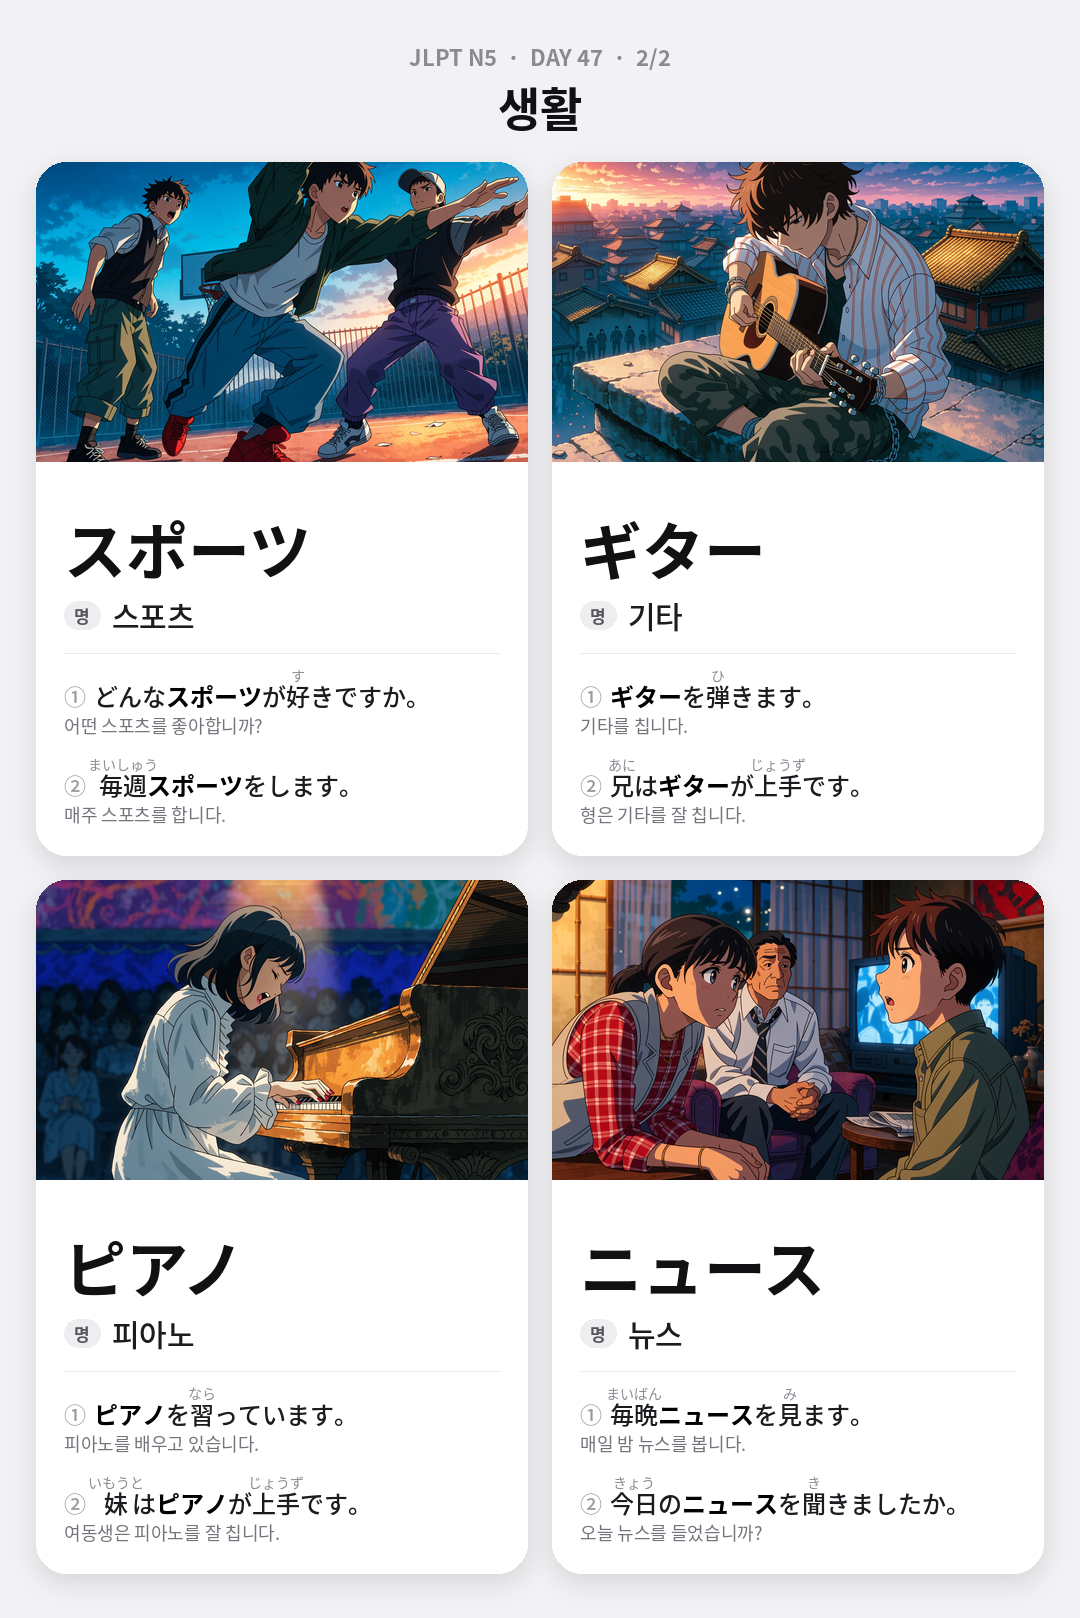 JLPT N5 · DAY 47 · 2/2
생활
スポーツ
명 스포츠
す
① どんなスポーツが好きですか。
어떤 스포츠를 좋아합니까?
まいしゅう
② 毎週スポーツをします。
매주 스포츠를 합니다.
ギター
명 기타
ひ
① ギターを弾きます。
기타를 칩니다.
あに じょうず
② 兄はギターが上手です。
형은 기타를 잘 칩니다.
ピアノ
명 피아노
なら
① ピアノを習っています。
피아노를 배우고 있습니다.
いもうと じょうず
② 妹はピアノが上手です。
여동생은 피아노를 잘 칩니다.
ニュース
명 뉴스
まいばん み
① 毎晩ニュースを見ます。
매일 밤 뉴스를 봅니다.
きょう き
② 今日のニュースを聞きましたか。
오늘 뉴스를 들었습니까?